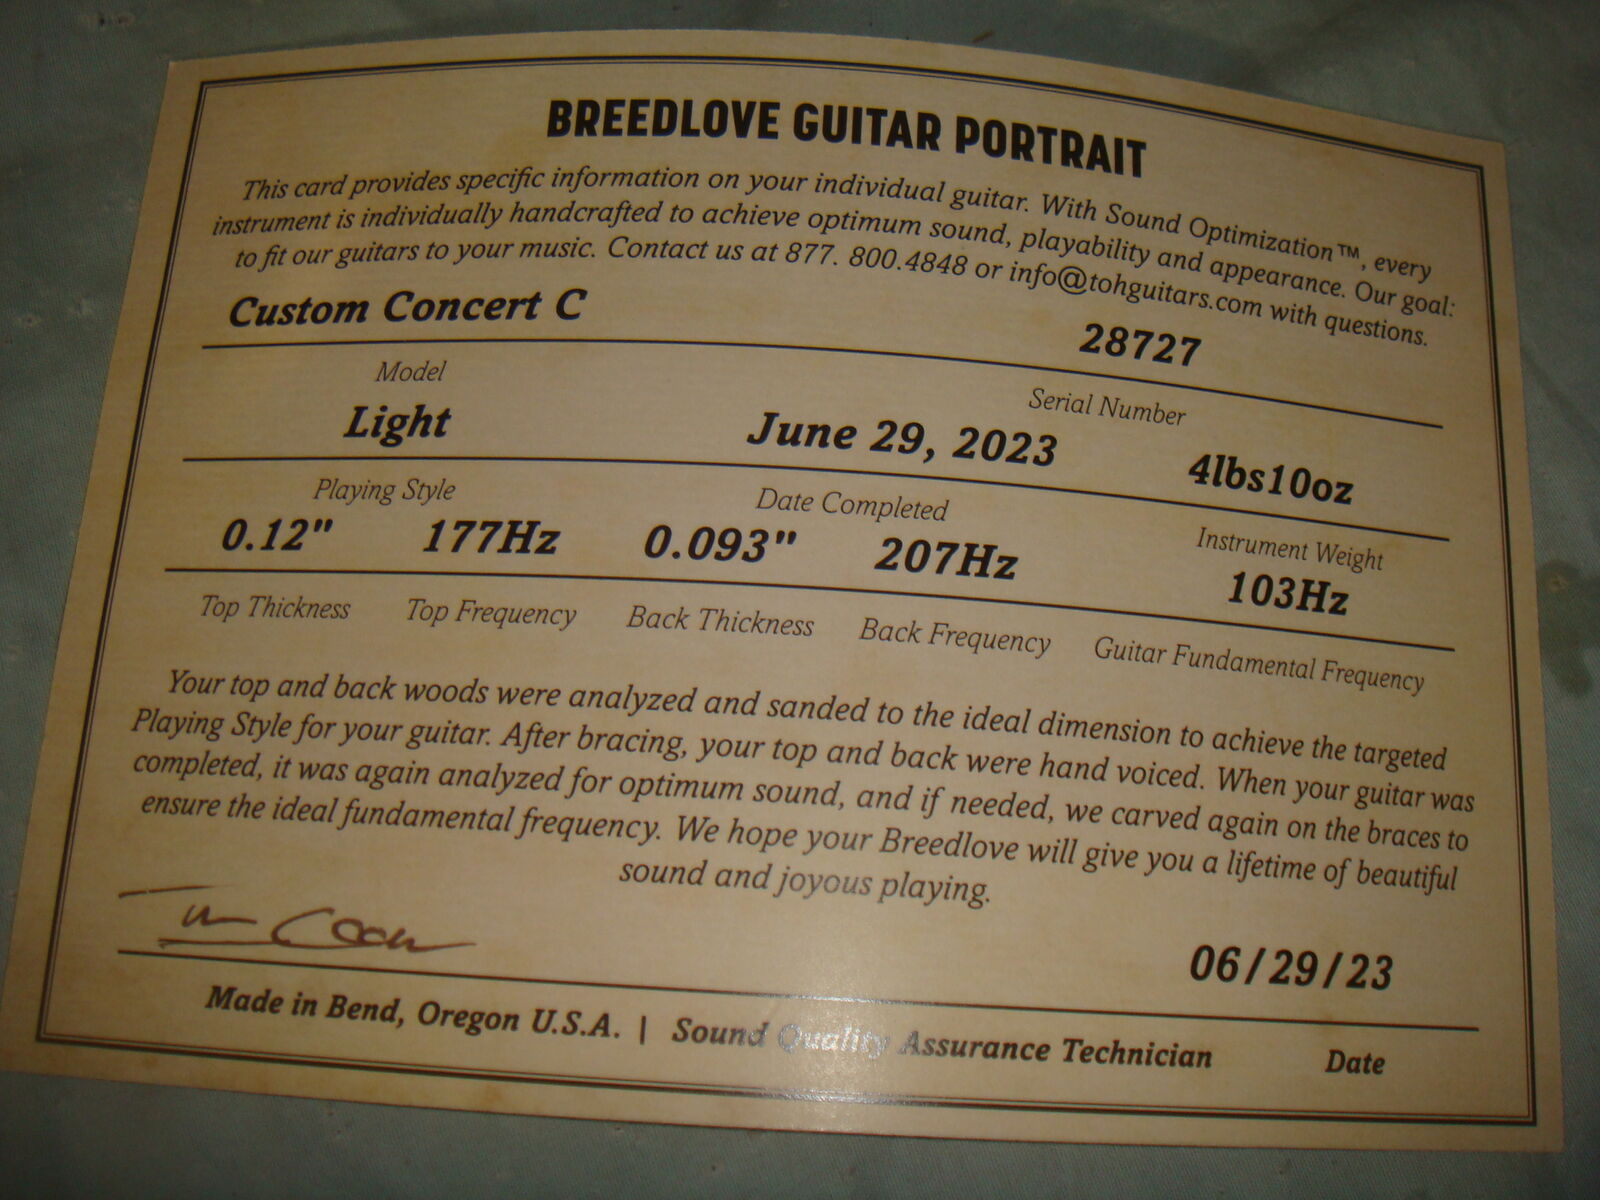 BREEDLOVE GUITAR PORTRAIT
This card provides specific information on your individual guitar. With Sound Optimization™, every
instrument is individually handcrafted to achieve optimum sound, playability and appearance. Our goal:
to fit our guitars to your music. Contact us at 877. 800.4848 or info@tohguitars.com with questions.
Custom Concert C 28727
Model Serial Number
Light June 29, 2023 4lbs10oz
Playing Style Date Completed Instrument Weight
0.12" 177Hz 0.093" 207Hz 103Hz
Top Thickness Top Frequency Back Thickness Back Frequency Guitar Fundamental Frequency
Your top and back woods were analyzed and sanded to the ideal dimension to achieve the targeted
Playing Style for your guitar. After bracing, your top and back were hand voiced. When your guitar was
completed, it was again analyzed for optimum sound, and if needed, we carved again on the braces to
ensure the ideal fundamental frequency. We hope your Breedlove will give you a lifetime of beautiful
sound and joyous playing.
06/29/23
Made in Bend, Oregon U.S.A. | Sound Quality Assurance Technician Date